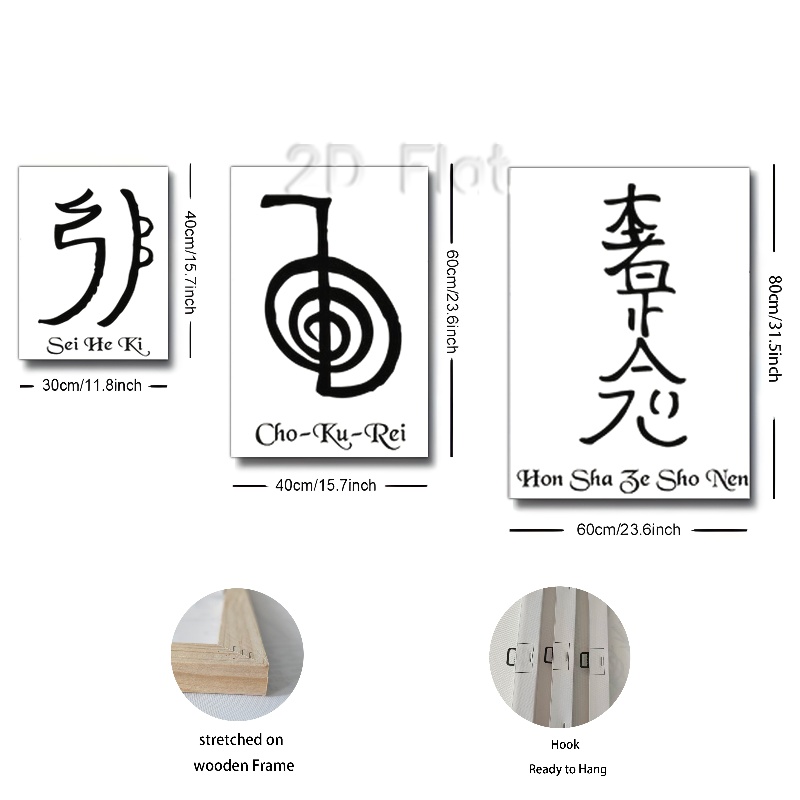 2D Flat
Sei He Ki
40cm/15.7inch
30cm/11.8inch
Cho-Ku-Rei
60cm/23.6inch
40cm/15.7inch
Hon Sha Ze Sho Nen
80cm/31.5inch
60cm/23.6inch
stretched on
wooden Frame
Hook
Ready to Hang